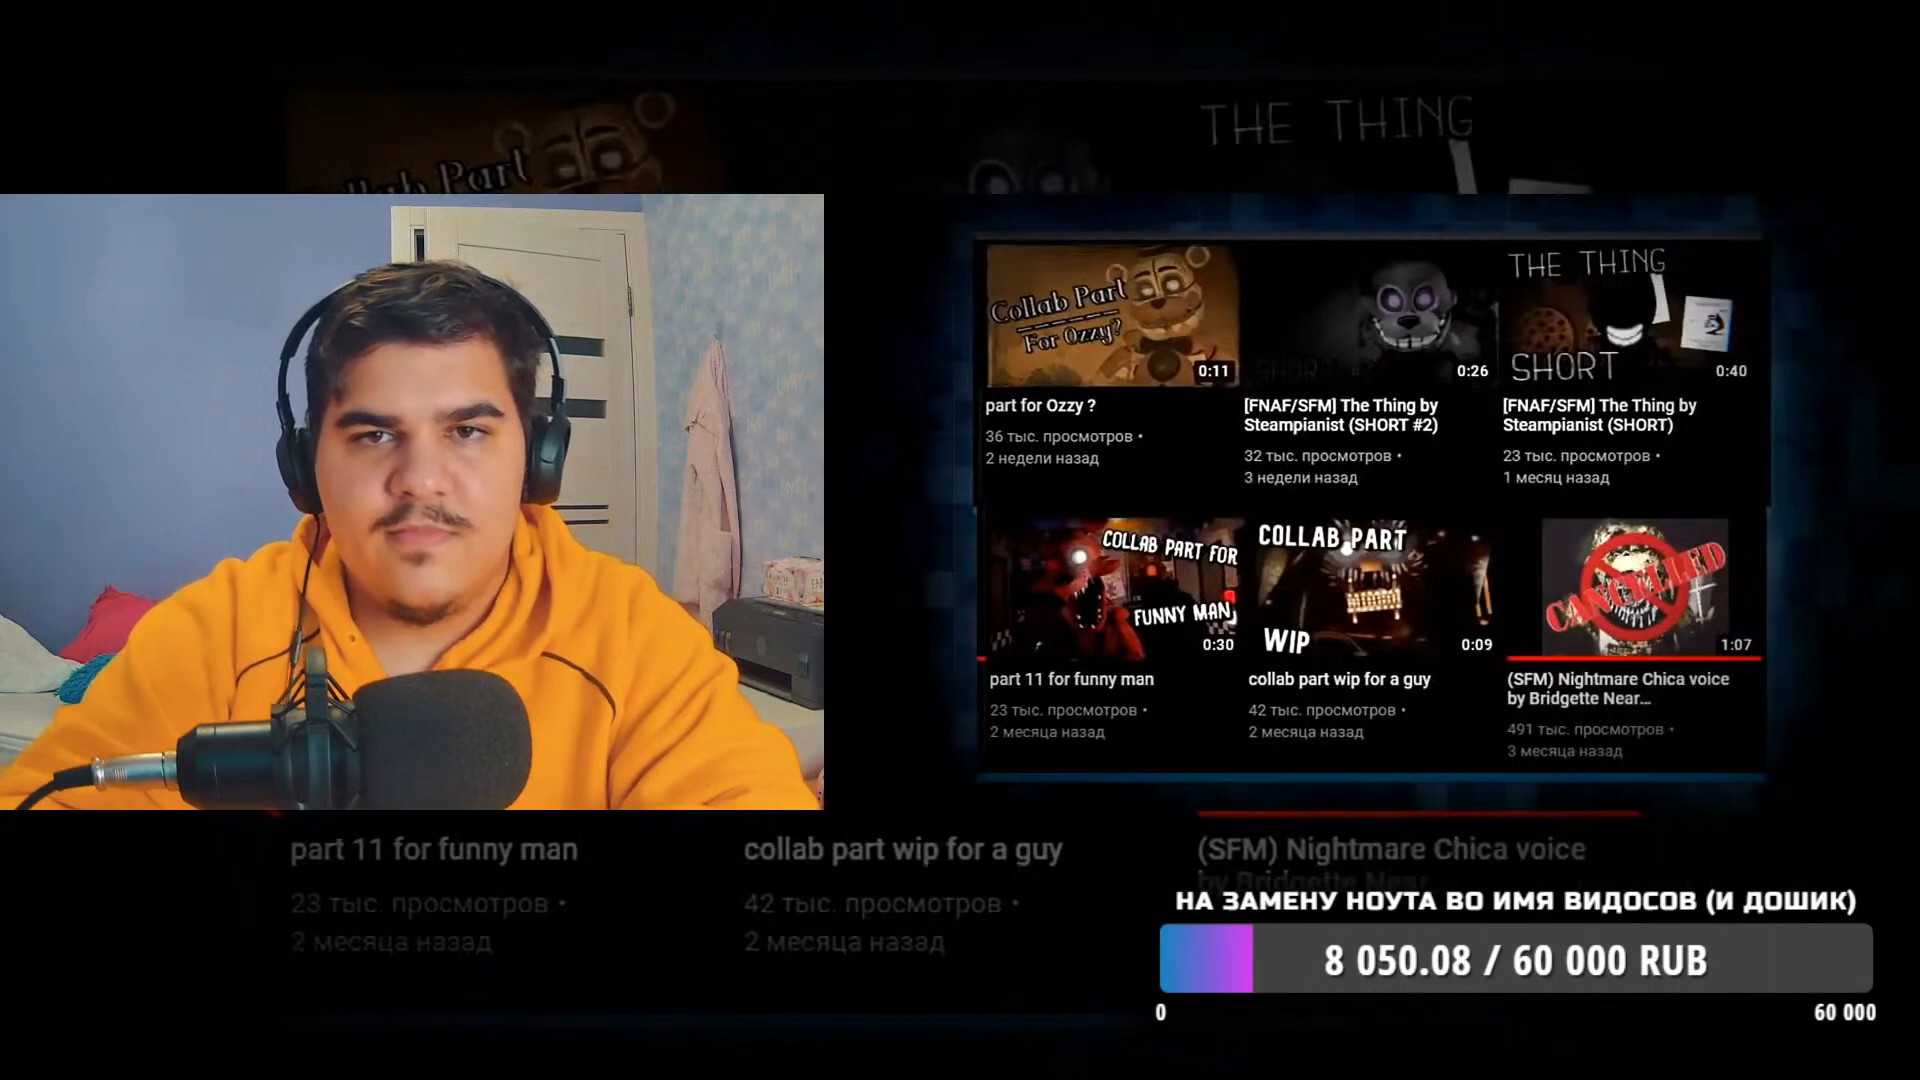 Collab Part
THE THING
Collab Part
For Ozzy?
0:11
0:26
THE THING
SHORT
0:40
part for Ozzy ?
36 тыс. просмотров •
2 недели назад
[FNAF/SFM] The Thing by
Steampianist (SHORT #2)
32 тыс. просмотров •
3 недели назад
[FNAF/SFM] The Thing by
Steampianist (SHORT)
23 тыс. просмотров •
1 месяц назад
COLLAB PART FOR
FUNNY MAN
0:30
COLLAB PART
WIP
0:09
CANCELLED
1:07
part 11 for funny man
23 тыс. просмотров •
2 месяца назад
collab part wip for a guy
42 тыс. просмотров •
2 месяца назад
(SFM) Nightmare Chica voice
by Bridgette Near...
491 тыс. просмотров •
3 месяца назад
part 11 for funny man
23 тыс. просмотров •
2 месяца назад
collab part wip for a guy
42 тыс. просмотров •
2 месяца назад
(SFM) Nightmare Chica voice
by Bridgette Near
НА ЗАМЕНУ НОУТА ВО ИМЯ ВИДОСОВ (И ДОШИК)
8 050.08 / 60 000 RUB
0
60 000